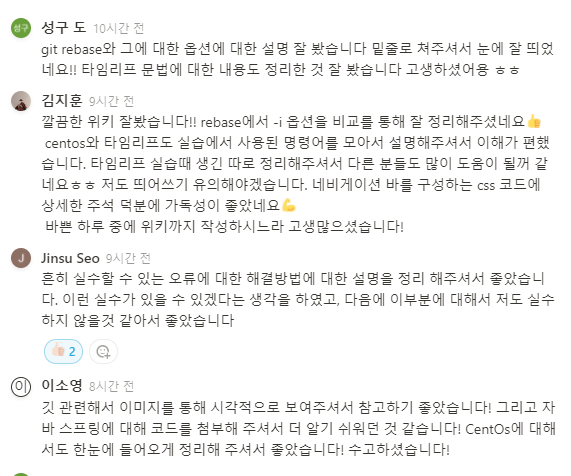 성구
성구 도 10시간 전
git rebase와 그에 대한 옵션에 대한 설명 잘 봤습니다 밑줄로 쳐주셔서 눈에 잘 띄었
네요!! 타임리프 문법에 대한 내용도 정리한 것 잘 봤습니다 고생하셨어용 ㅎㅎ
김지훈 9시간 전
깔끔한 위키 잘봤습니다!! rebase에서 -i 옵션을 비교를 통해 잘 정리해주셨네요👍
centos와 타임리프도 실습에서 사용된 명령어를 모아서 설명해주셔서 이해가 편했
습니다. 타임리프 실습때 생긴 따로 정리해주셔서 다른 분들도 많이 도움이 될꺼 같
네요ㅎㅎ 저도 띄어쓰기 유의해야겠습니다. 네비게이션 바를 구성하는 css 코드에
상세한 주석 덕분에 가독성이 좋았네요💪
바쁜 하루 중에 위키까지 작성하시느라 고생많으셨습니다!
J
Jinsu Seo 9시간 전
흔히 실수할 수 있는 오류에 대한 해결방법에 대한 설명을 정리 해주셔서 좋았습니
다. 이런 실수가 있을 수 있겠다는 생각을 하였고, 다음에 이부분에 대해서 저도 실수
하지 않을것 같아서 좋았습니다
👍🏻 2
이
이소영 8시간 전
깃 관련해서 이미지를 통해 시각적으로 보여주셔서 참고하기 좋았습니다! 그리고 자
바 스프링에 대해 코드를 첨부해 주셔서 더 알기 쉬워던 것 같습니다! CentOs에 대해
서도 한눈에 들어오게 정리해 주셔서 좋았습니다! 수고하셨습니다!